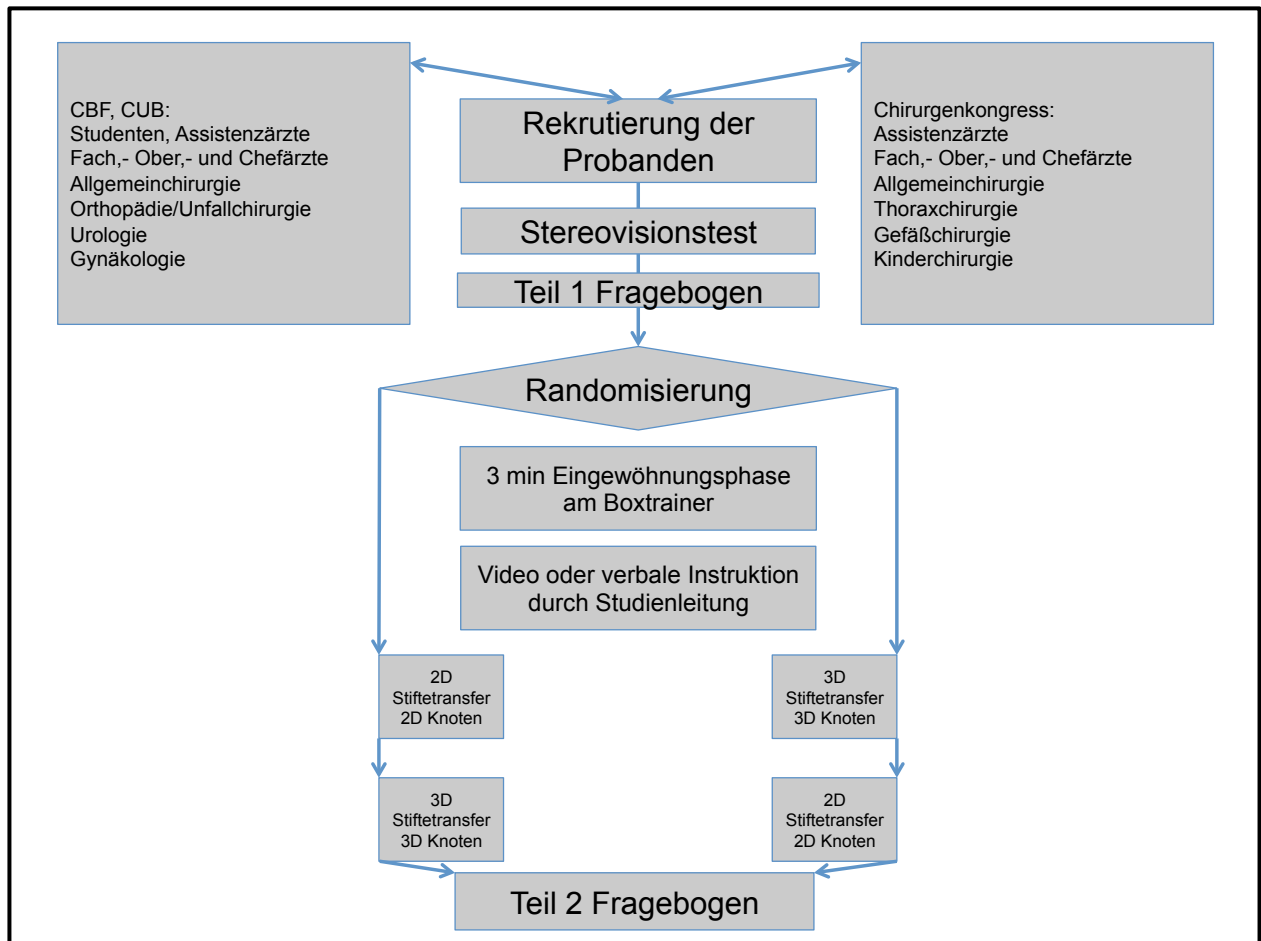 CBF, CUB:
Studenten, Assistenzärzte
Fach,- Ober,- und Chefärzte
Allgemeinchirurgie
Orthopädie/Unfallchirurgie
Urologie
Gynäkologie
Rekrutierung der
Probanden
Chirurgenkongress:
Assistenzärzte
Fach,- Ober,- und Chefärzte
Allgemeinchirurgie
Thoraxchirurgie
Gefäßchirurgie
Kinderchirurgie
Stereovisionstest
Teil 1 Fragebogen
Randomisierung
3 min Eingewöhnungsphase
am Boxtrainer
Video oder verbale Instruktion
durch Studienleitung
2D
Stiftetransfer
2D Knoten
3D
Stiftetransfer
3D Knoten
3D
Stiftetransfer
3D Knoten
2D
Stiftetransfer
2D Knoten
Teil 2 Fragebogen